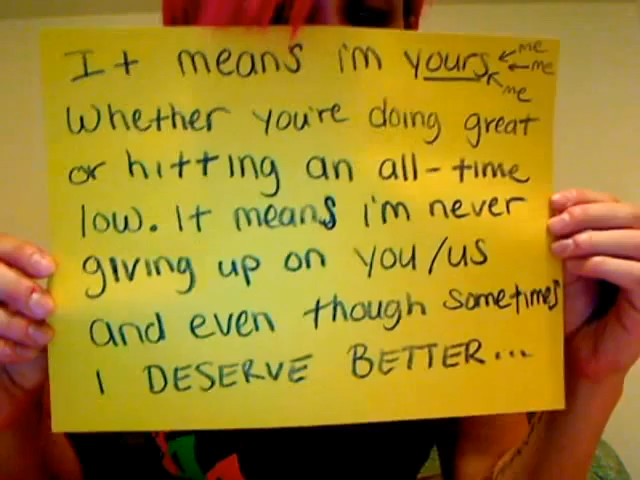 It means i'm yours ← me ← me ← me
Whether you're doing great
or hitting an all-time
low. It means i'm never
giving up on you/us
and even though sometimes
I DESERVE BETTER...